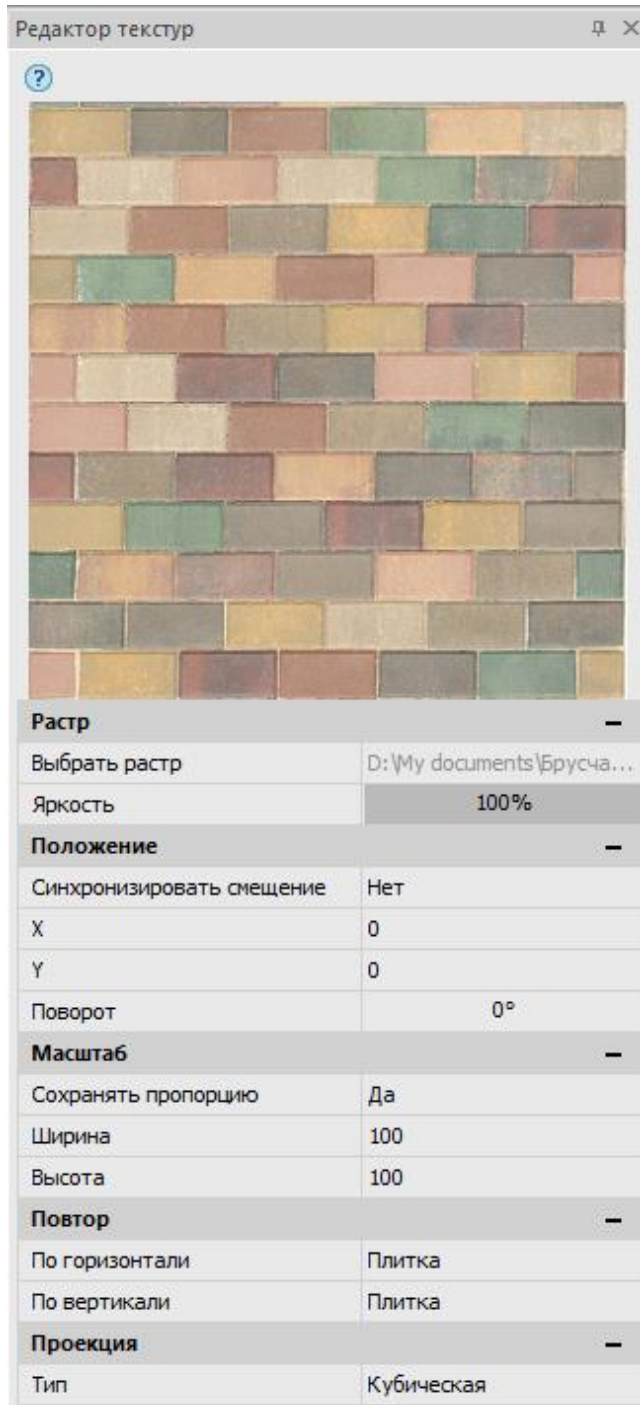 Редактор текстур
?
Растр
Выбрать растр D:\My documents\Брусча...
Яркость 100%
Положение
Синхронизировать смещение Нет
X 0
Y 0
Поворот 0°
Масштаб
Сохранять пропорцию Да
Ширина 100
Высота 100
Повтор
По горизонтали Плитка
По вертикали Плитка
Проекция
Тип Кубическая